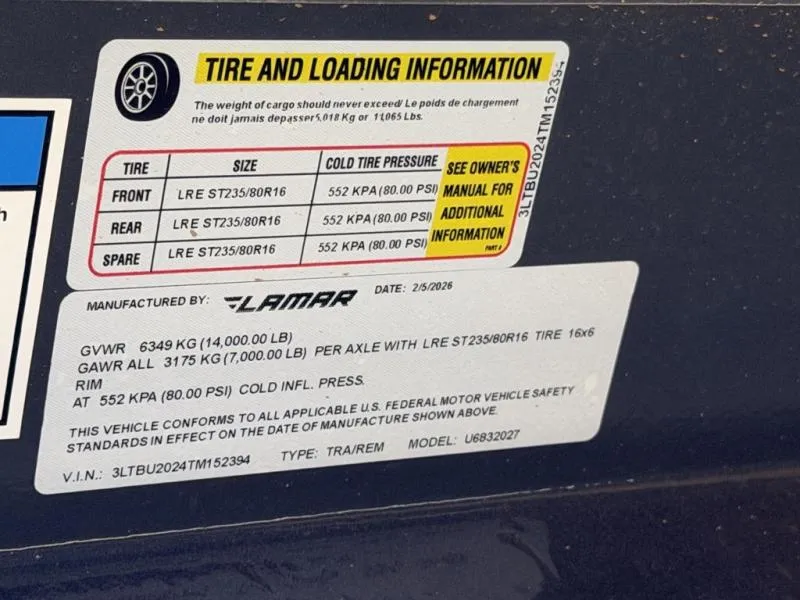 TIRE AND LOADING INFORMATION
The weight of cargo should never exceed/ Le poids de chargement
ne doit jamais depasser 5,018 Kg or 11,065 Lbs.
TIRE SIZE COLD TIRE PRESSURE
FRONT LRE ST235/80R16 552 KPA (80.00 PSI)
REAR LRE ST235/80R16 552 KPA (80.00 PSI)
SPARE LRE ST235/80R16 552 KPA (80.00 PSI)
SEE OWNER'S
MANUAL FOR
ADDITIONAL
INFORMATION
PART #
3LTBU2024TM152394
h
MANUFACTURED BY: LAMAR DATE: 2/5/2026
GVWR 6349 KG (14,000.00 LB)
GAWR ALL 3175 KG (7,000.00 LB) PER AXLE WITH LRE ST235/80R16 TIRE 16x6
RIM
AT 552 KPA (80.00 PSI) COLD INFL. PRESS.
THIS VEHICLE CONFORMS TO ALL APPLICABLE U.S. FEDERAL MOTOR VEHICLE SAFETY
STANDARDS IN EFFECT ON THE DATE OF MANUFACTURE SHOWN ABOVE.
V.I.N.: 3LTBU2024TM152394 TYPE: TRA/REM MODEL: U6832027